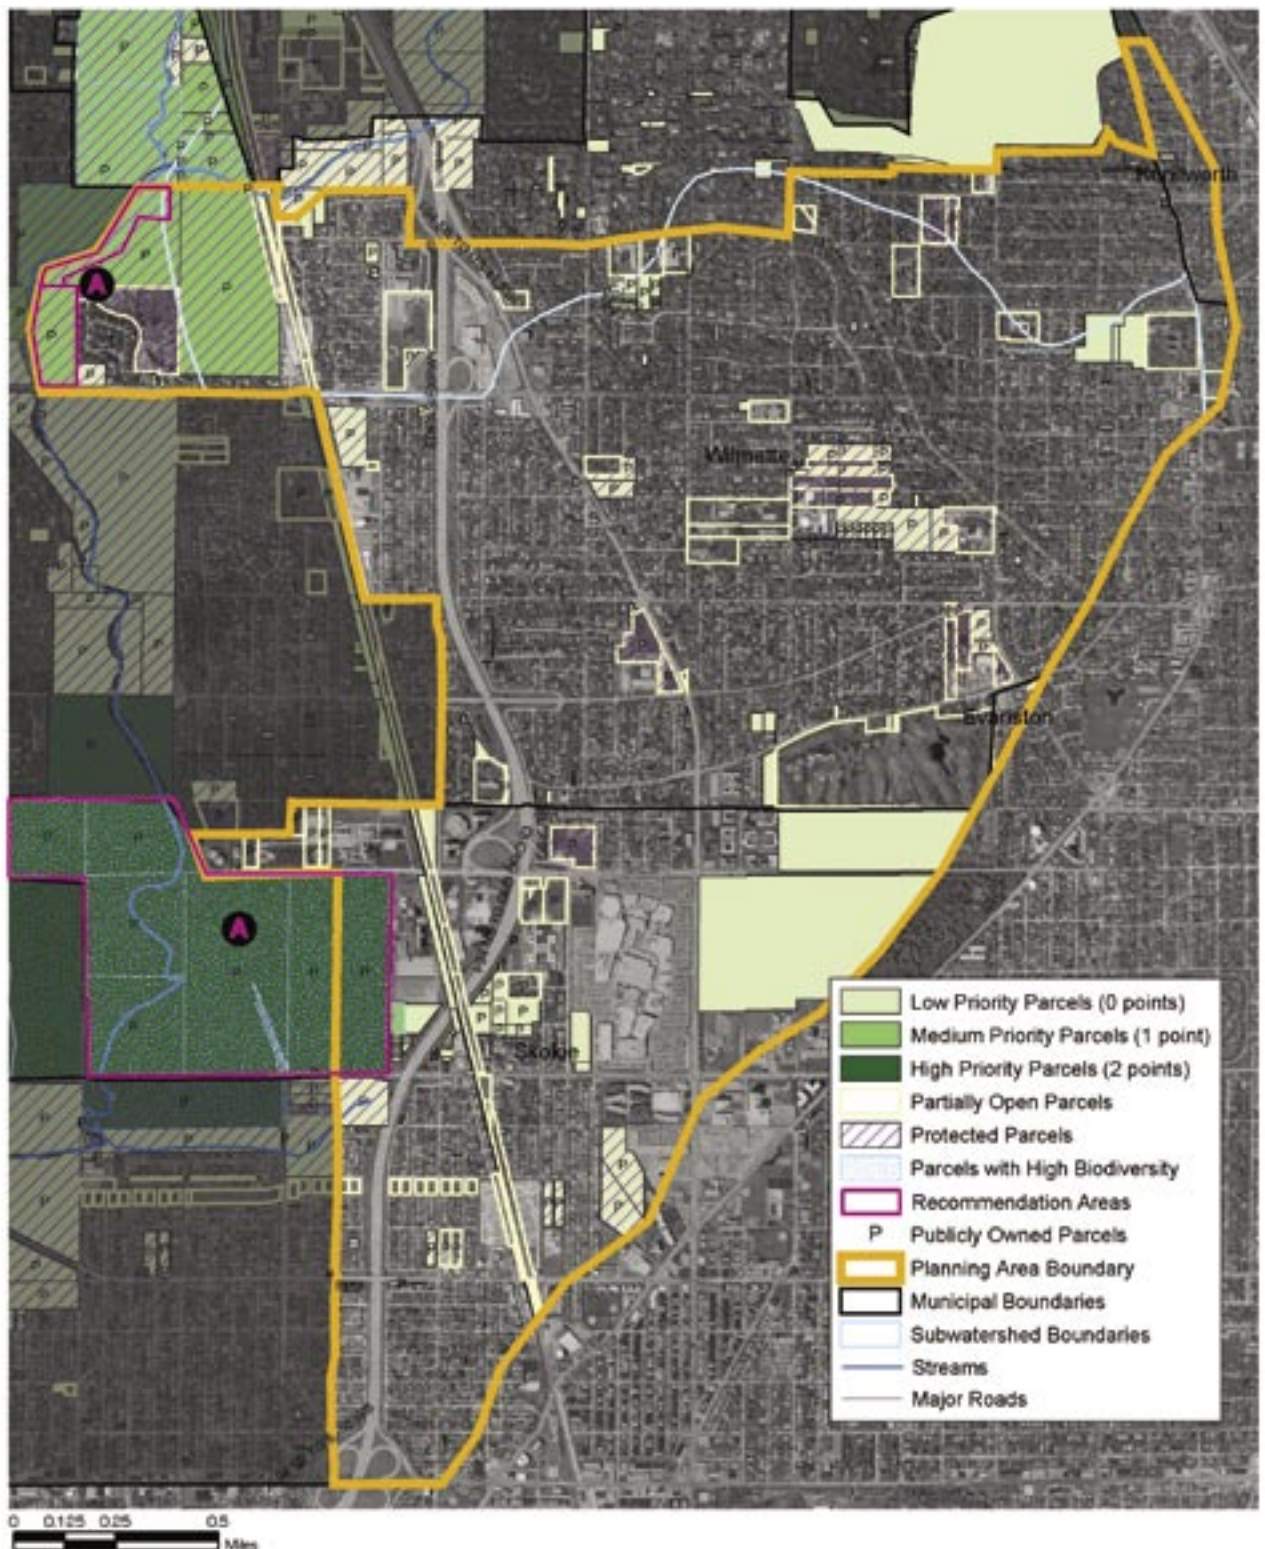 Kenilworth
A
Wilmette
Evanston
A
Skokie
Low Priority Parcels (0 points)
Medium Priority Parcels (1 point)
High Priority Parcels (2 points)
Partially Open Parcels
Protected Parcels
Parcels with High Biodiversity
Recommendation Areas
P Publicly Owned Parcels
Planning Area Boundary
Municipal Boundaries
Subwatershed Boundaries
Streams
Major Roads
0 0.125 0.25 0.5
Miles